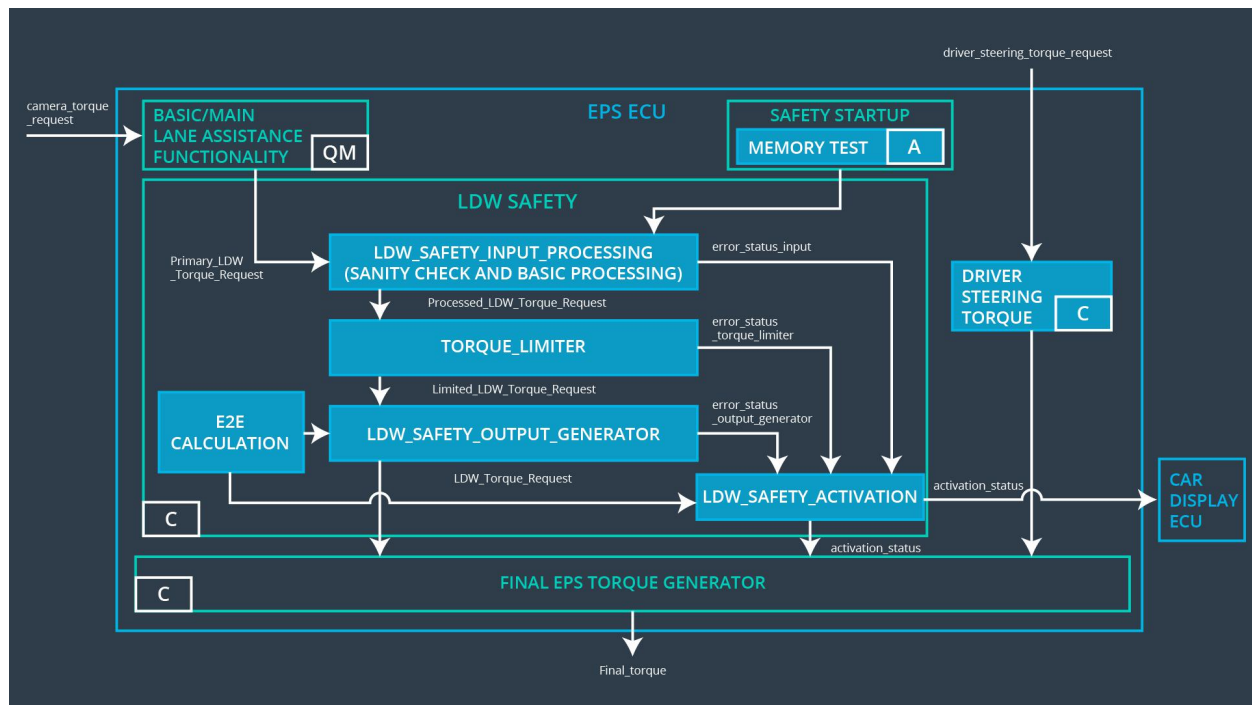 driver_steering_torque_request
camera_torque
_request
BASIC/MAIN
LANE ASSISTANCE
FUNCTIONALITY
QM
EPS ECU
SAFETY STARTUP
MEMORY TEST
A
LDW SAFETY
Primary_LDW
_Torque_Request
LDW_SAFETY_INPUT_PROCESSING
(SANITY CHECK AND BASIC PROCESSING)
error_status_input
DRIVER
STEERING
TORQUE
C
Processed_LDW_Torque_Request
TORQUE_LIMITER
error_status
_torque_limiter
Limited_LDW_Torque_Request
E2E
CALCULATION
LDW_SAFETY_OUTPUT_GENERATOR
error_status
_output_generator
LDW_Torque_Request
LDW_SAFETY_ACTIVATION
activation_status
CAR
DISPLAY
ECU
C
activation_status
FINAL EPS TORQUE GENERATOR
C
Final_torque